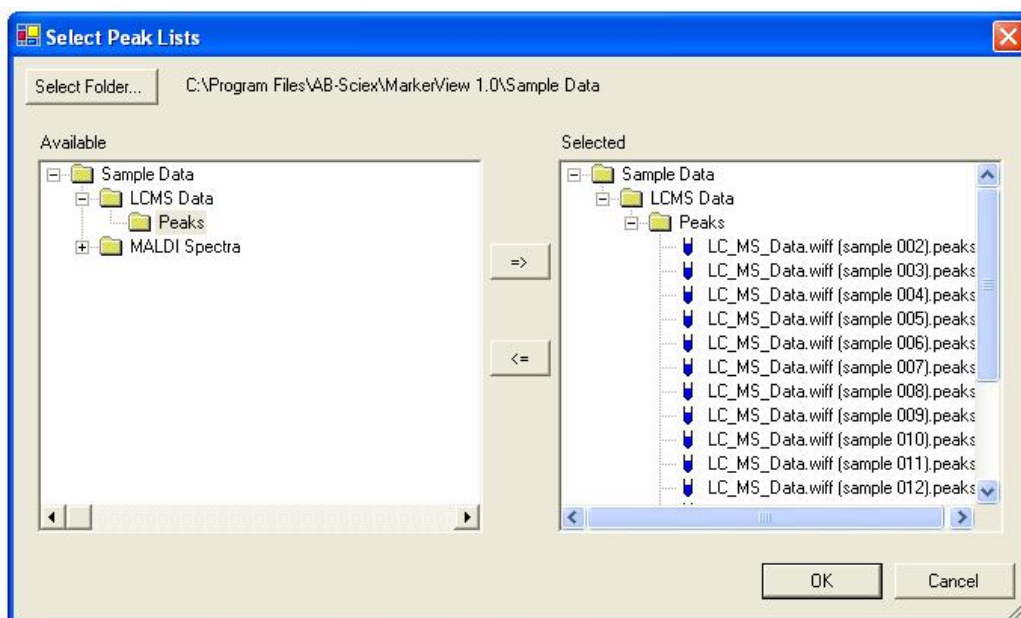 Select Peak Lists
Select Folder...
C:\Program Files\AB-Sciex\MarkerView 1.0\Sample Data
Available
Sample Data
LCMS Data
Peaks
MALDI Spectra
=>
<=
Selected
Sample Data
LCMS Data
Peaks
LC_MS_Data.wiff (sample 002).peaks
LC_MS_Data.wiff (sample 003).peaks
LC_MS_Data.wiff (sample 004).peaks
LC_MS_Data.wiff (sample 005).peaks
LC_MS_Data.wiff (sample 006).peaks
LC_MS_Data.wiff (sample 007).peaks
LC_MS_Data.wiff (sample 008).peaks
LC_MS_Data.wiff (sample 009).peaks
LC_MS_Data.wiff (sample 010).peaks
LC_MS_Data.wiff (sample 011).peaks
LC_MS_Data.wiff (sample 012).peaks
OK
Cancel